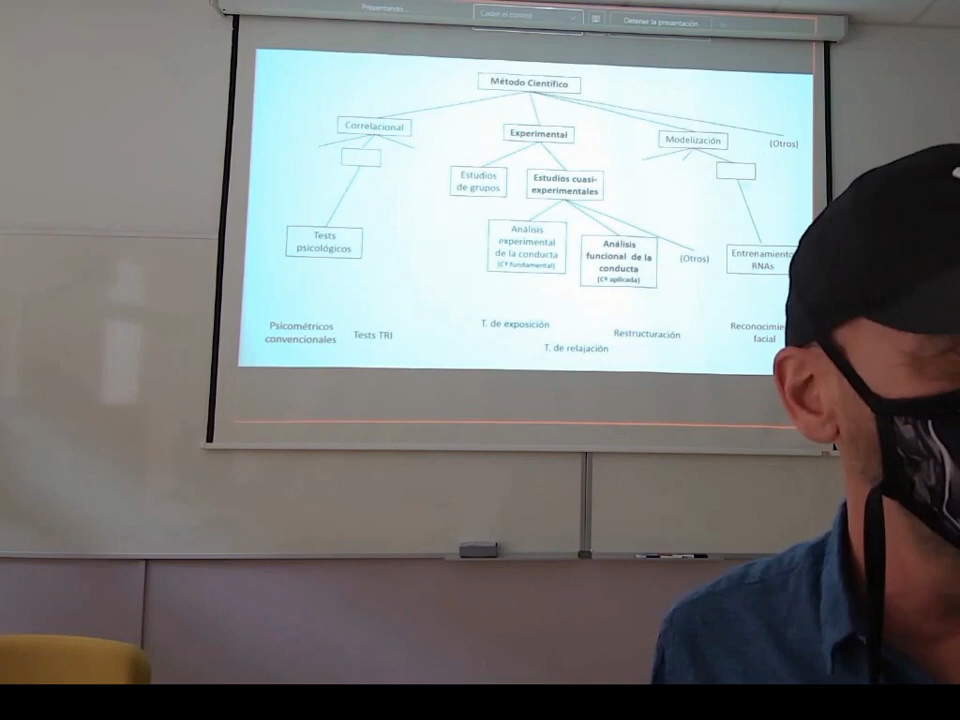 Presentando...
Detener la presentación
Método Científico
Correlacional
Experimental
Modelización
(Otros)
Estudios
de grupos
Estudios cuasi-
experimentales
Tests
psicológicos
Análisis
experimental
de la conducta
(Cª fundamental)
Análisis
funcional de la
conducta
(Cª aplicada)
(Otros)
Entrenamiento
RNAs
Psicométricos
convencionales
Tests TRI
T. de exposición
T. de relajación
Restructuración
Reconocimie
facial